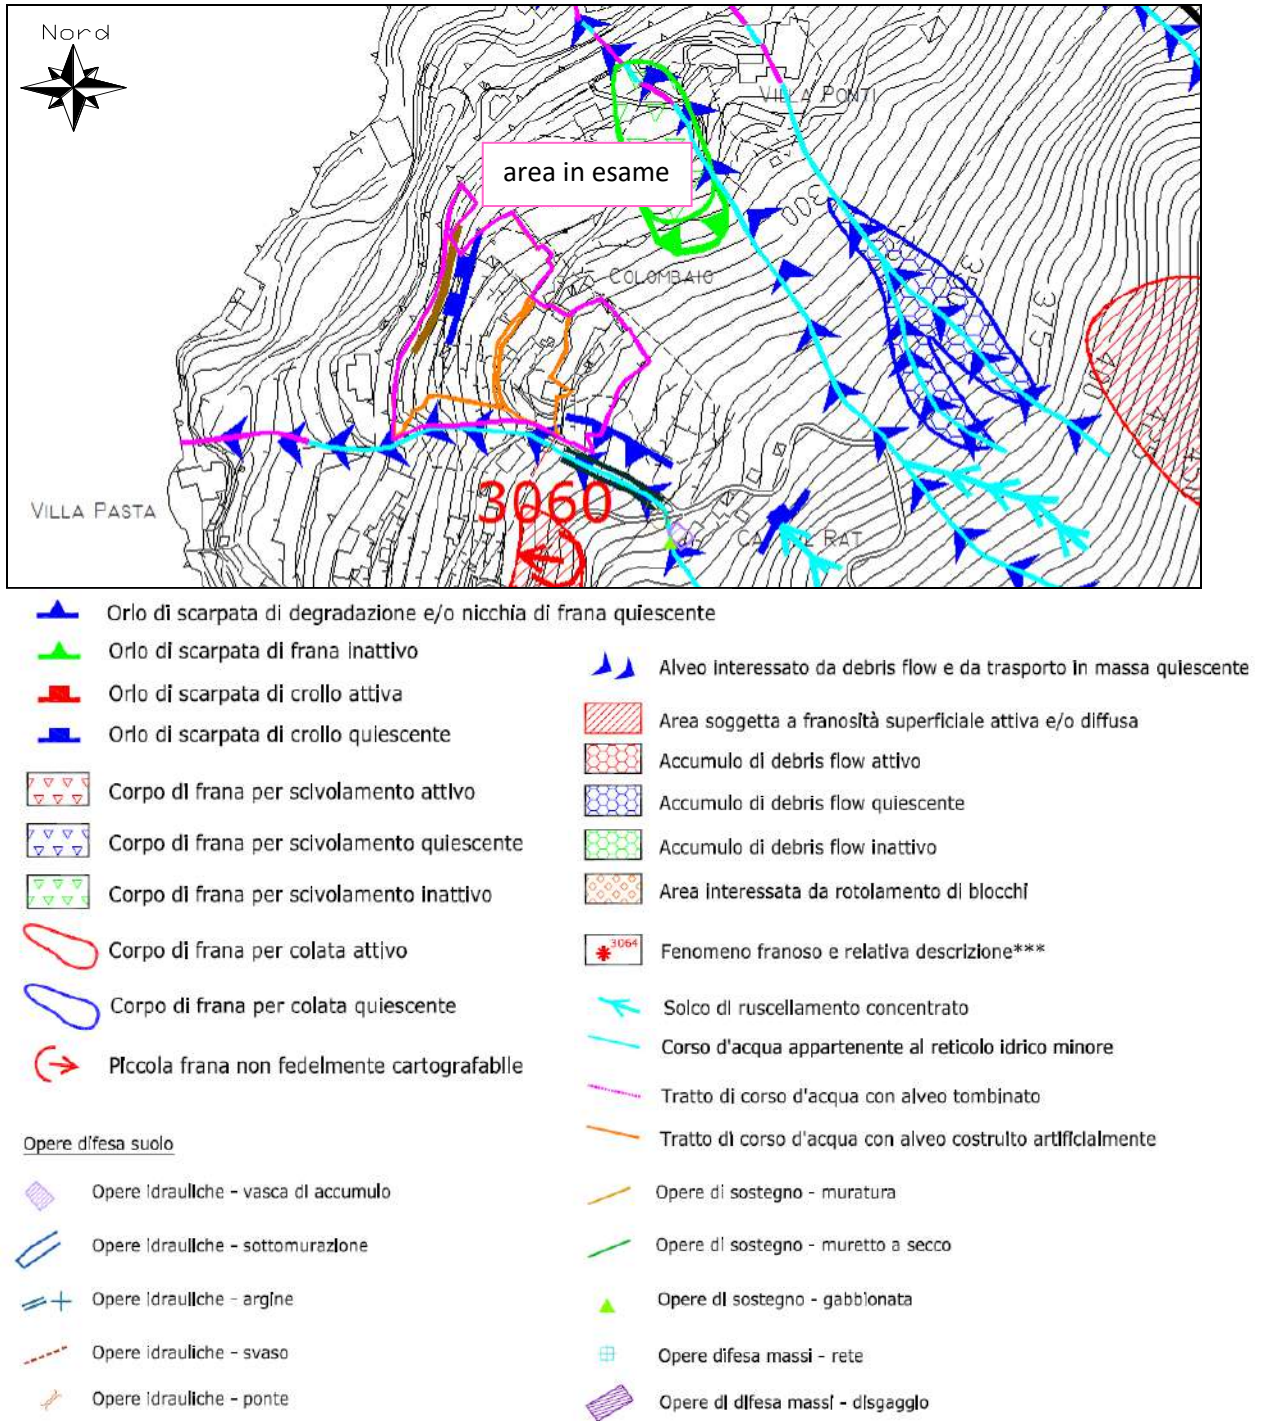 Nord
VILLA PONTI
area in esame
300
COLOMBAIO
375
400
3060
VILLA PASTA
Orlo di scarpata di degradazione e/o nicchia di frana quiescente
Orlo di scarpata di frana inattivo
Orlo di scarpata di crollo attiva
Orlo di scarpata di crollo quiescente
Corpo di frana per scivolamento attivo
Corpo di frana per scivolamento quiescente
Corpo di frana per scivolamento inattivo
Corpo di frana per colata attivo
Corpo di frana per colata quiescente
Piccola frana non fedelmente cartografabile
Opere difesa suolo
Opere idrauliche - vasca di accumulo
Opere idrauliche - sottomurazione
Opere idrauliche - argine
Opere idrauliche - svaso
Opere idrauliche - ponte
Alveo interessato da debris flow e da trasporto in massa quiescente
Area soggetta a franosità superficiale attiva e/o diffusa
Accumulo di debris flow attivo
Accumulo di debris flow quiescente
Accumulo di debris flow inattivo
Area interessata da rotolamento di blocchi
3064
Fenomeno franoso e relativa descrizione***
Solco di ruscellamento concentrato
Corso d'acqua appartenente al reticolo idrico minore
Tratto di corso d'acqua con alveo tombinato
Tratto di corso d'acqua con alveo costruito artificialmente
Opere di sostegno - muratura
Opere di sostegno - muretto a secco
Opere di sostegno - gabbionata
Opere difesa massi - rete
Opere di difesa massi - disgaggio